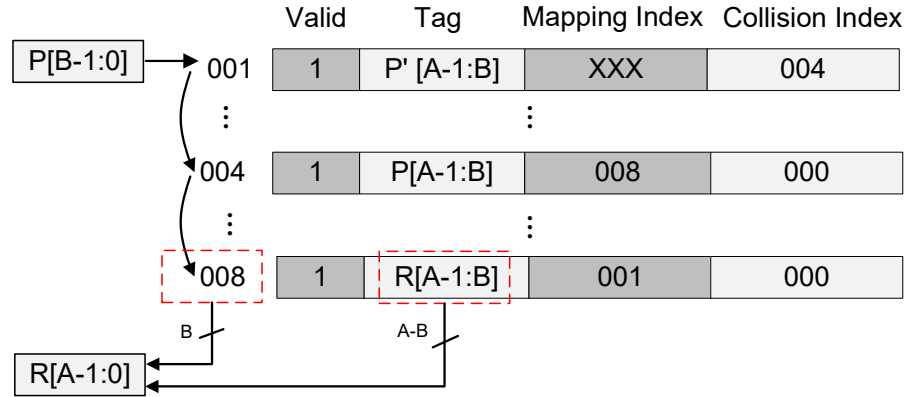 Valid Tag Mapping Index Collision Index
P[B-1:0] 001 1 P' [A-1:B] XXX 004
004 1 P[A-1:B] 008 000
008 1 R[A-1:B] 001 000
B A-B
R[A-1:0]